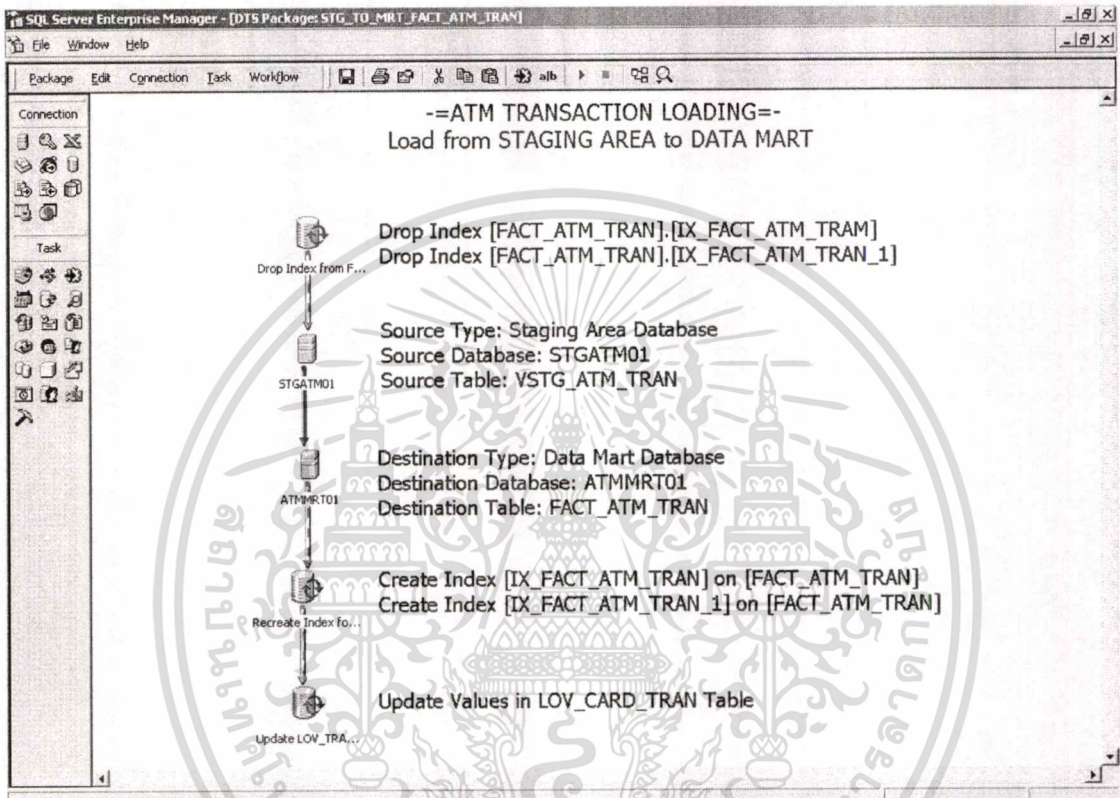 SQL Server Enterprise Manager - [DTS Package: STG_TO_MRT_FACT_ATM_TRAN]
File Window Help
Package Edit Connection Task Workflow
Connection
Task
-=ATM TRANSACTION LOADING=-
Load from STAGING AREA to DATA MART
Drop Index [FACT_ATM_TRAN].[IX_FACT_ATM_TRAM]
Drop Index [FACT_ATM_TRAN].[IX_FACT_ATM_TRAN_1]
Drop Index from F...
Source Type: Staging Area Database
Source Database: STGATM01
Source Table: VSTG_ATM_TRAN
STGATM01
Destination Type: Data Mart Database
Destination Database: ATMMRT01
Destination Table: FACT_ATM_TRAN
ATMMRT01
Create Index [IX_FACT_ATM_TRAN] on [FACT_ATM_TRAN]
Create Index [IX_FACT_ATM_TRAN_1] on [FACT_ATM_TRAN]
Recreate Index fo...
Update Values in LOV_CARD_TRAN Table
Update LOV_TRA...